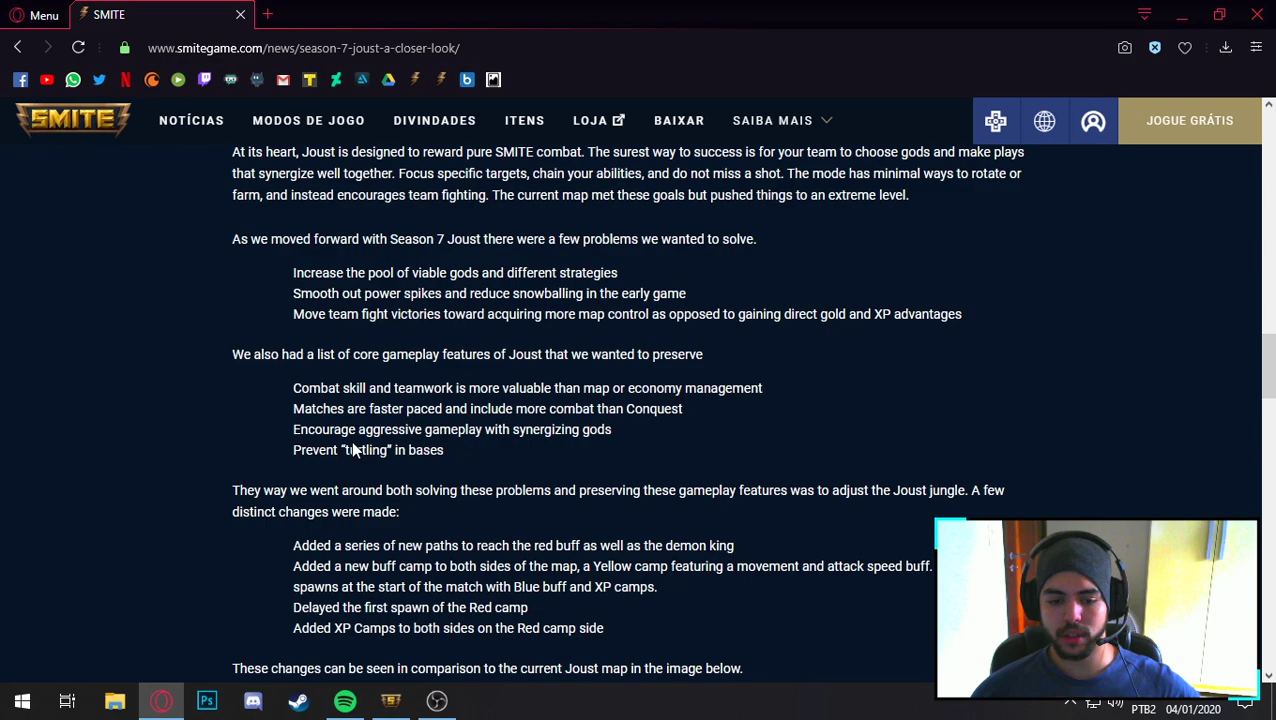 Menu
SMITE
www.smitegame.com/news/season-7-joust-a-closer-look/
SMITE
NOTÍCIAS
MODOS DE JOGO
DIVINDADES
ITENS
LOJA
BAIXAR
SAIBA MAIS
JOGUE GRÁTIS
At its heart, Joust is designed to reward pure SMITE combat. The surest way to success is for your team to choose gods and make plays
that synergize well together. Focus specific targets, chain your abilities, and do not miss a shot. The mode has minimal ways to rotate or
farm, and instead encourages team fighting. The current map met these goals but pushed things to an extreme level.
As we moved forward with Season 7 Joust there were a few problems we wanted to solve.
Increase the pool of viable gods and different strategies
Smooth out power spikes and reduce snowballing in the early game
Move team fight victories toward acquiring more map control as opposed to gaining direct gold and XP advantages
We also had a list of core gameplay features of Joust that we wanted to preserve
Combat skill and teamwork is more valuable than map or economy management
Matches are faster paced and include more combat than Conquest
Encourage aggressive gameplay with synergizing gods
Prevent “turtling” in bases
They way we went around both solving these problems and preserving these gameplay features was to adjust the Joust jungle. A few
distinct changes were made:
Added a series of new paths to reach the red buff as well as the demon king
Added a new buff camp to both sides of the map, a Yellow camp featuring a movement and attack speed buff.
spawns at the start of the match with Blue buff and XP camps.
Delayed the first spawn of the Red camp
Added XP Camps to both sides on the Red camp side
These changes can be seen in comparison to the current Joust map in the image below.
PTB2
04/01/2020